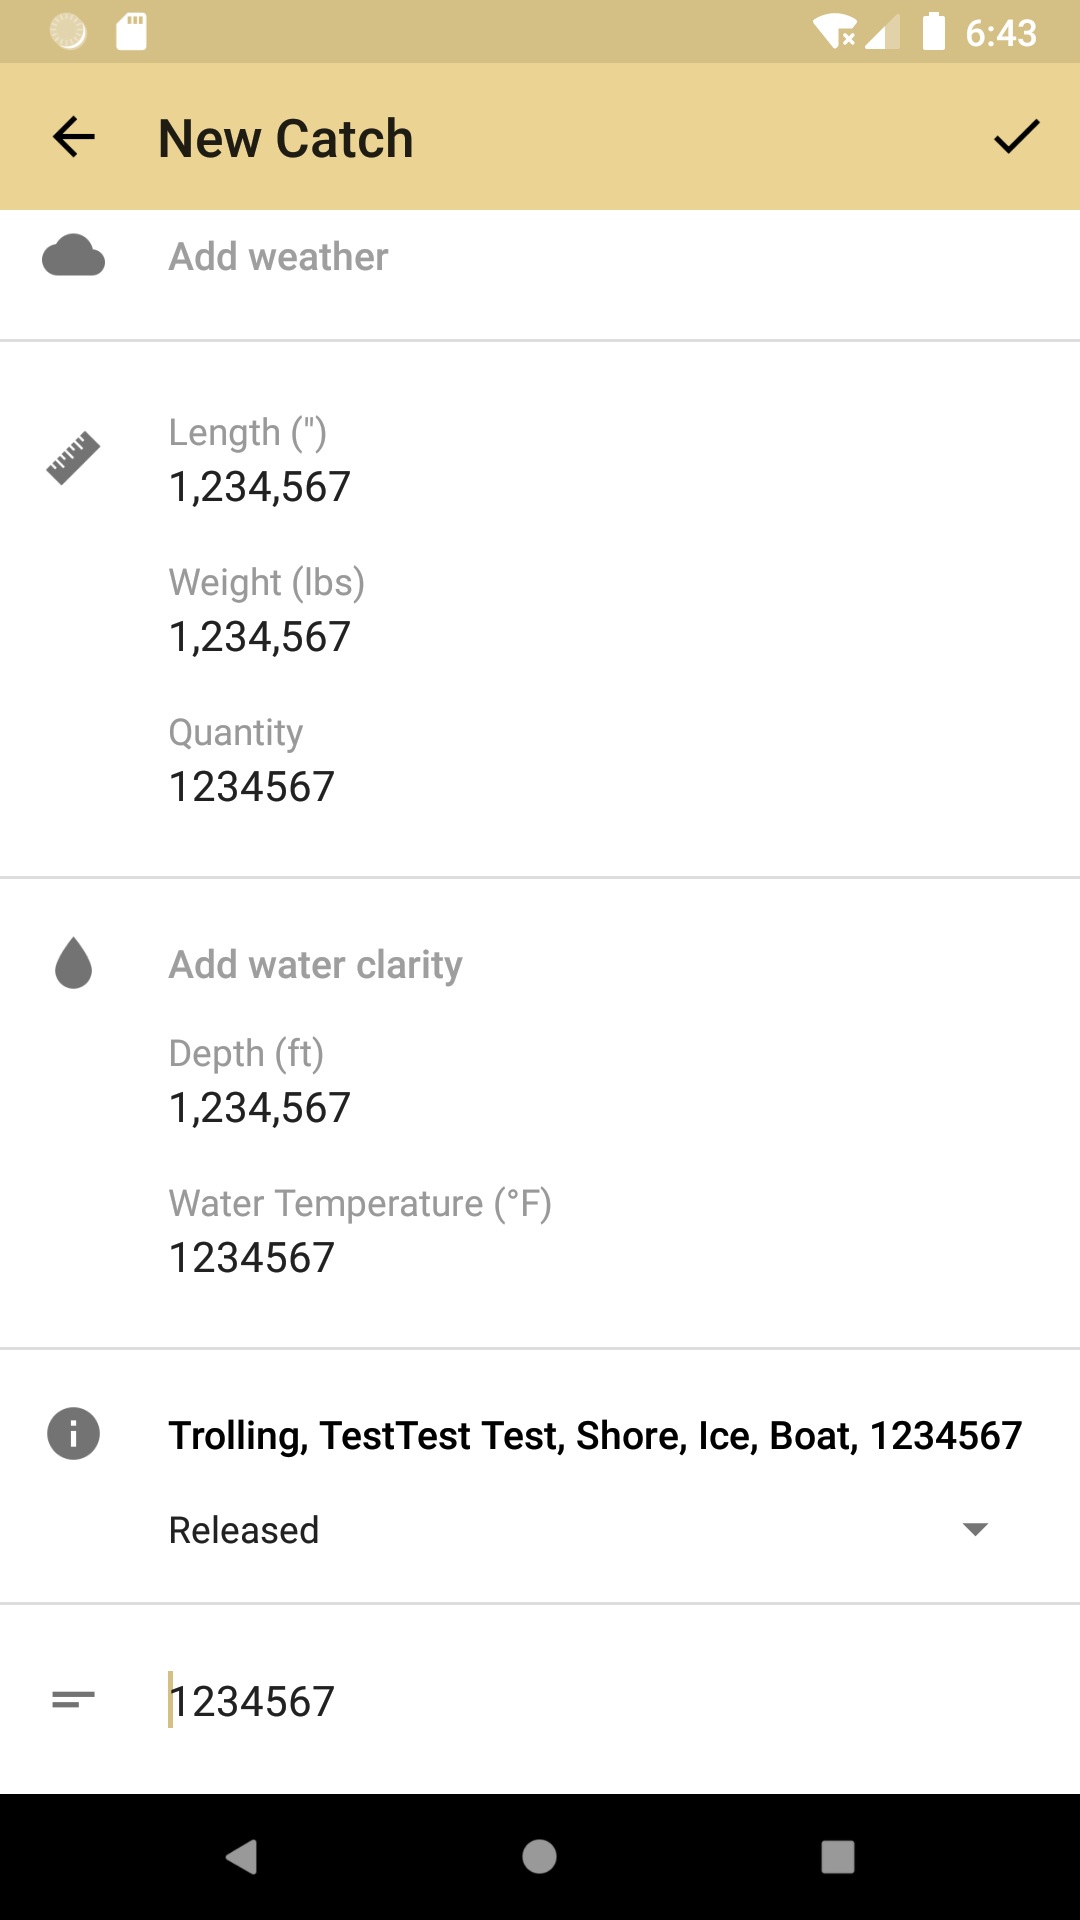 6:43
New Catch
Add weather
Length (")
1,234,567
Weight (lbs)
1,234,567
Quantity
1234567
Add water clarity
Depth (ft)
1,234,567
Water Temperature (°F)
1234567
Trolling, TestTest Test, Shore, Ice, Boat, 1234567
Released
1234567